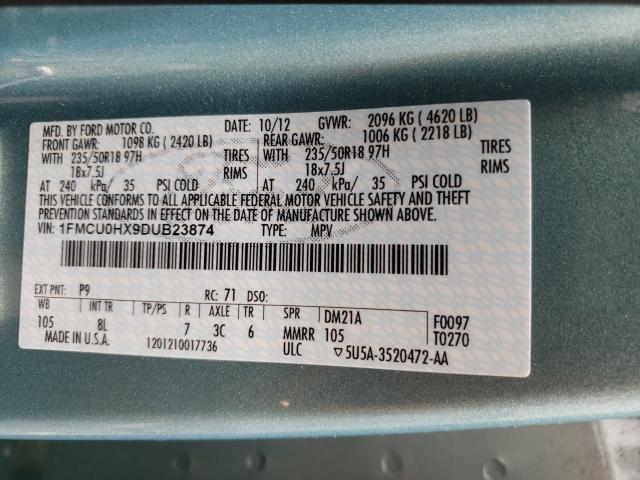 MFD. BY FORD MOTOR CO. DATE: 10/12 GVWR: 2096 KG ( 4620 LB)
FRONT GAWR: 1098 KG ( 2420 LB) REAR GAWR: 1006 KG ( 2218 LB)
WITH 235/50R18 97H TIRES WITH 235/50R18 97H TIRES
18x7.5J RIMS 18x7.5J RIMS
AT 240 kPa/ 35 PSI COLD AT 240 kPa/ 35 PSI COLD
THIS VEHICLE CONFORMS TO ALL APPLICABLE FEDERAL MOTOR VEHICLE SAFETY AND THEFT
PREVENTION STANDARDS IN EFFECT ON THE DATE OF MANUFACTURE SHOWN ABOVE.
VIN: 1FMCU0HX9DUB23874 TYPE: MPV
EXT PNT: P9 RC: 71 DSO:
WB INT TR TP/PS R AXLE TR SPR DM21A F0097
105 8L 7 3C 6 MMRR 105 T0270
MADE IN U.S.A. 1201210017736 ULC ▽5U5A-3520472-AA